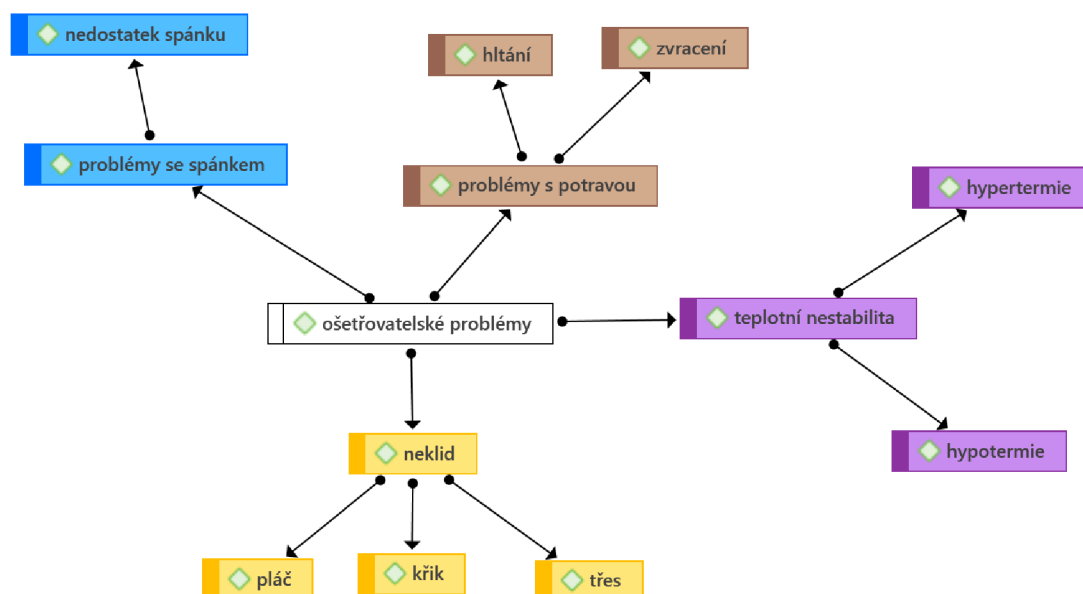 nedostatek spánku
hltání
zvracení
problémy se spánkem
problémy s potravou
hypertermie
ošetřovatelské problémy
teplotní nestabilita
neklid
hypotermie
pláč
křik
třes